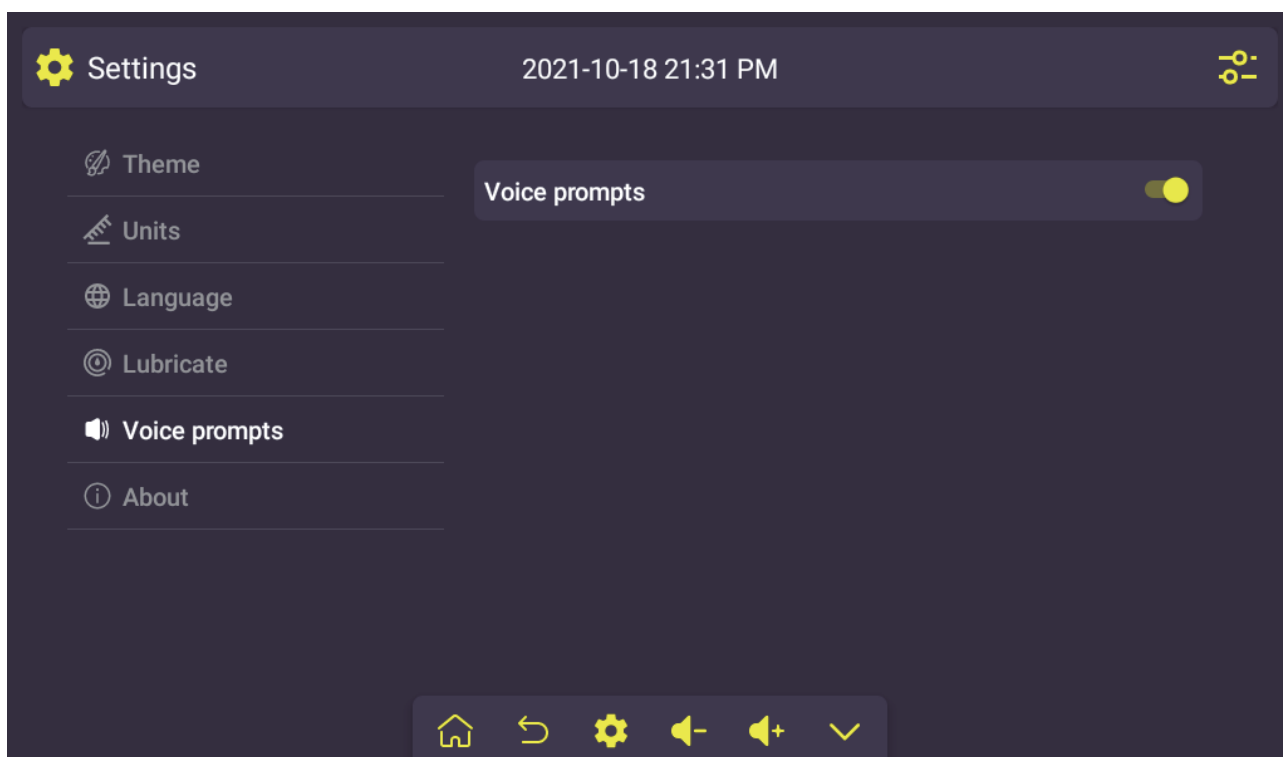 Settings
2021-10-18 21:31 PM
Theme
Units
Language
Lubricate
Voice prompts
About
Voice prompts